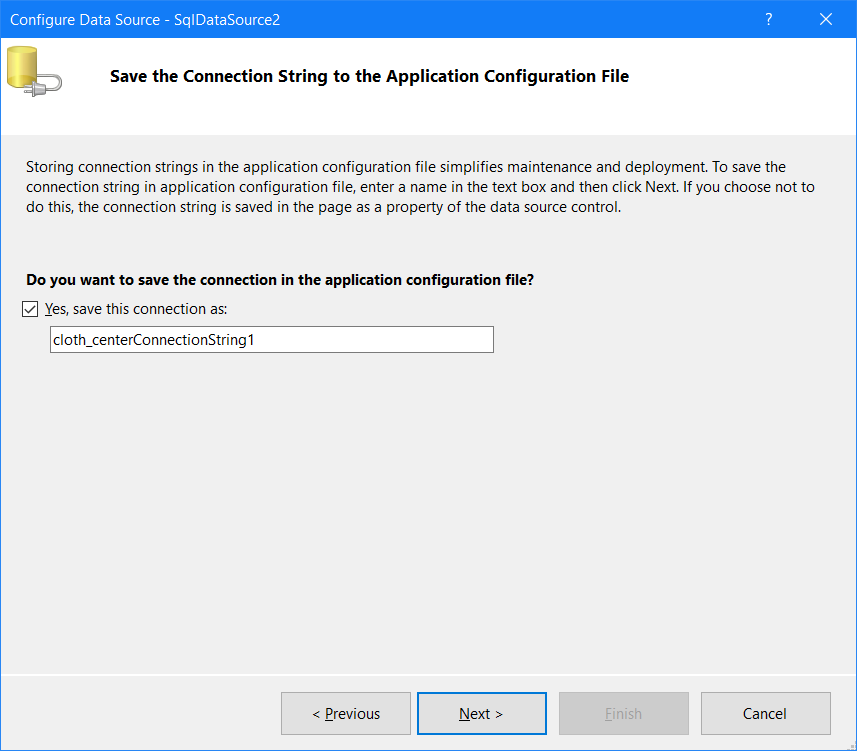 Configure Data Source - SqlDataSource2
?
Save the Connection String to the Application Configuration File
Storing connection strings in the application configuration file simplifies maintenance and deployment. To save the
connection string in application configuration file, enter a name in the text box and then click Next. If you choose not to
do this, the connection string is saved in the page as a property of the data source control.
Do you want to save the connection in the application configuration file?
Yes, save this connection as:
cloth_centerConnectionString1
< Previous
Next >
Finish
Cancel